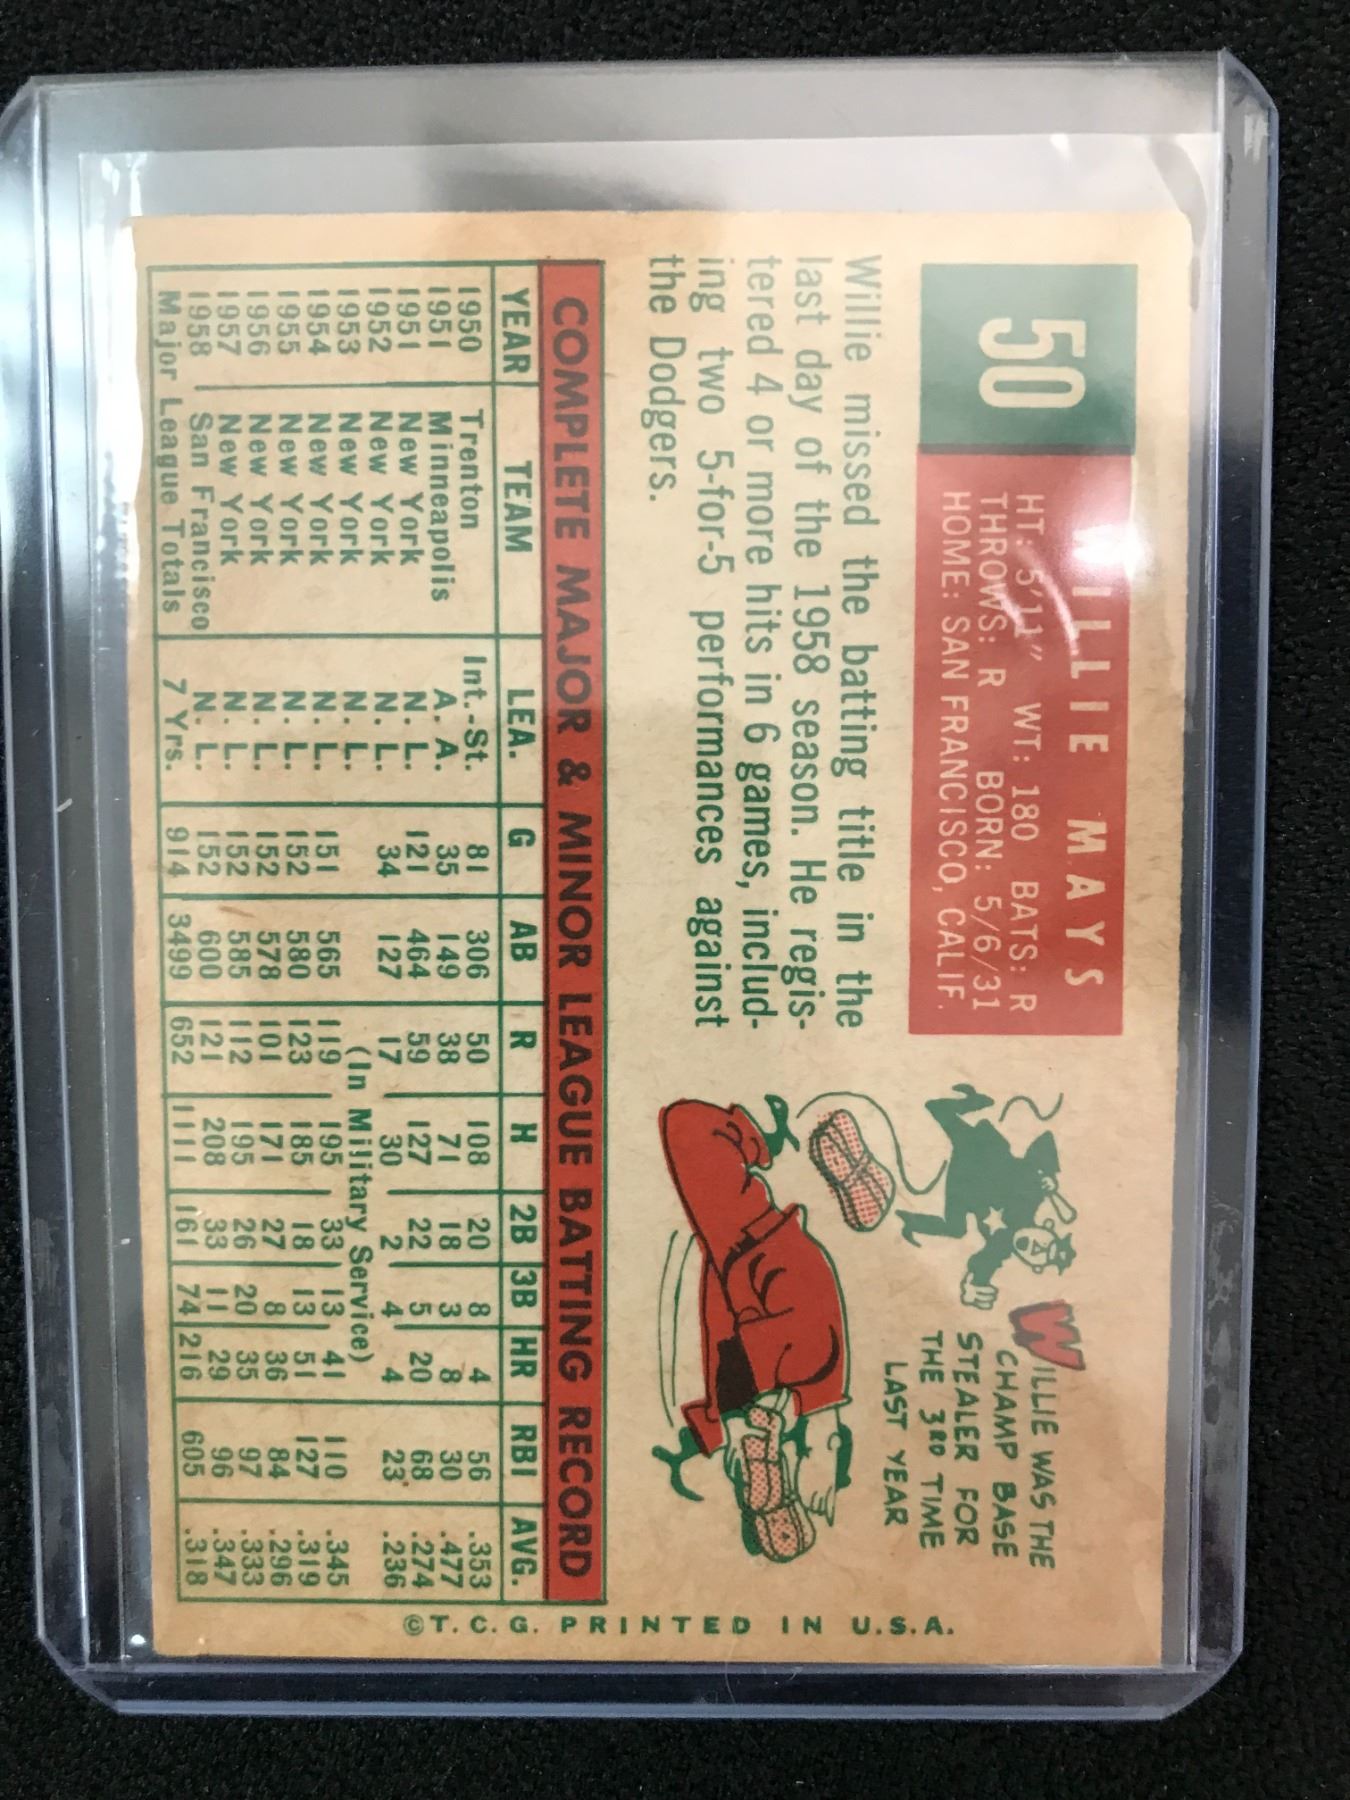 50
WILLIE MAYS
HT: 5'11" WT: 180 BATS: R
THROWS: R BORN: 5/6/31
HOME: SAN FRANCISCO, CALIF.
Willie missed the batting title in the
last day of the 1958 season. He regis-
tered 4 or more hits in 6 games, includ-
ing two 5-for-5 performances against
the Dodgers.
WILLIE WAS THE
CHAMP BASE
STEALER FOR
THE 3RD TIME
LAST YEAR
COMPLETE MAJOR & MINOR LEAGUE BATTING RECORD
YEAR TEAM LEA. G AB R H 2B 3B HR RBI AVG.
1950 Trenton Int.-St. 81 306 50 108 20 8 4 56 .353
1951 Minneapolis A. A. 35 149 38 71 18 3 8 30 .477
1951 New York N. L. 121 464 59 127 22 5 20 68 .274
1952 New York N. L. 34 127 17 30 2 4 4 23 .236
1953 New York N. L. (In Military Service)
1954 New York N. L. 151 565 119 195 33 13 41 110 .345
1955 New York N. L. 152 580 123 185 18 13 51 127 .319
1956 New York N. L. 152 578 101 171 27 8 36 84 .296
1957 New York N. L. 152 585 112 195 26 20 35 97 .333
1958 San Francisco N. L. 152 600 121 208 33 11 29 96 .347
Major League Totals 7 Yrs. 914 3499 652 1111 161 74 216 605 .318
©T. C. G. PRINTED IN U.S.A.